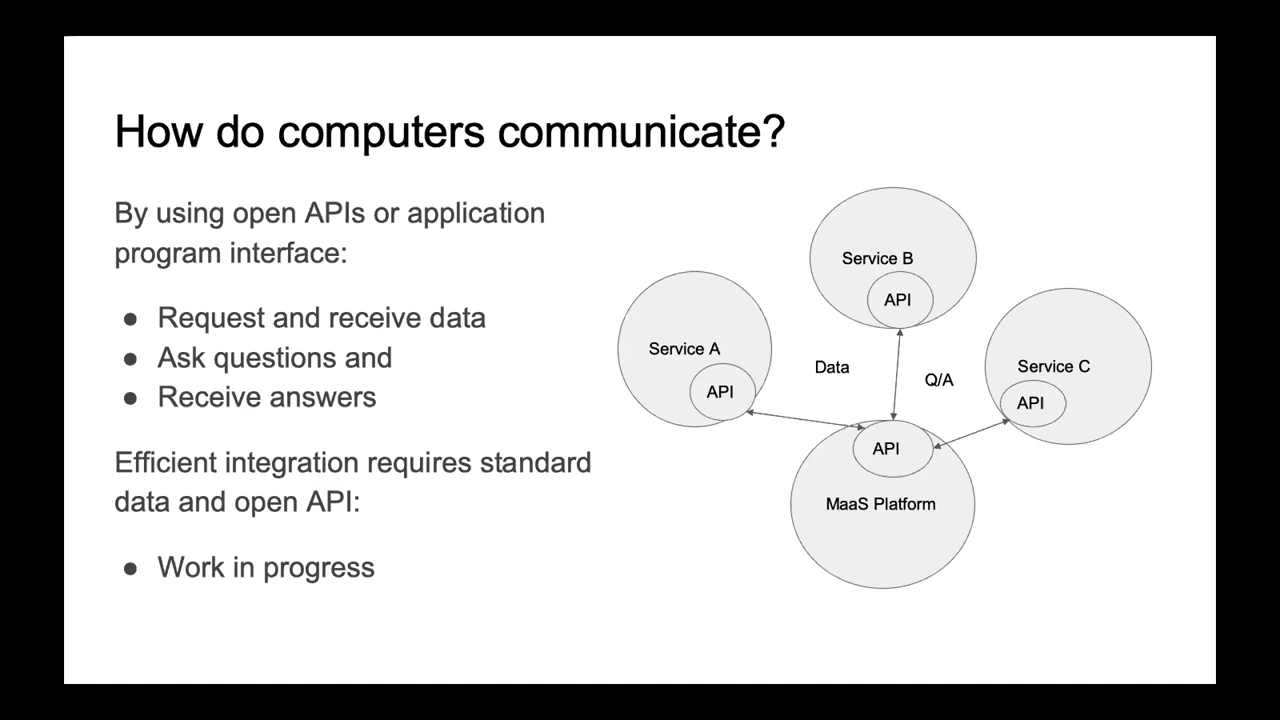 How do computers communicate?
By using open APIs or application
program interface:
● Request and receive data
● Ask questions and
● Receive answers
Efficient integration requires standard
data and open API:
● Work in progress
Service B
API
Service A
API
Data
Q/A
Service C
API
API
MaaS Platform